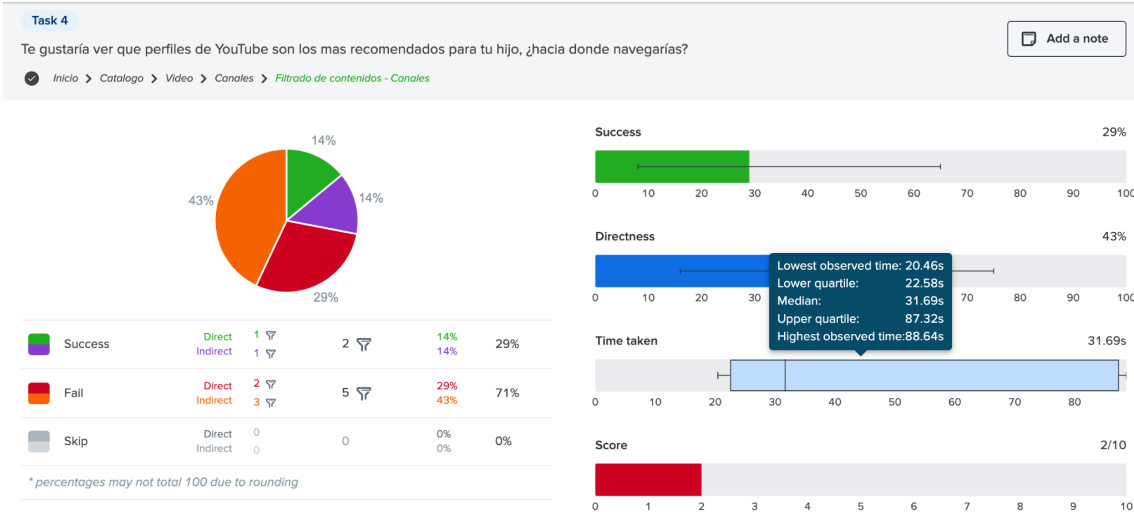 Task 4
Te gustaría ver que perfiles de YouTube son los mas recomendados para tu hijo, ¿hacia donde navegarías?
Add a note
Inicio > Catalogo > Video > Canales > Filtrado de contenidos - Canales
14%
14%
29%
43%
Success Direct 1 14%
Indirect 1 14%
2 29%
Fail Direct 2 29%
Indirect 3 43%
5 71%
Skip Direct 0 0%
Indirect 0 0%
0 0%
* percentages may not total 100 due to rounding
Success 29%
0 10 20 30 40 50 60 70 80 90 100
Directness 43%
0 10 20 30 70 80 90 100
Lowest observed time: 20.46s
Lower quartile: 22.58s
Median: 31.69s
Upper quartile: 87.32s
Highest observed time:88.64s
Time taken 31.69s
0 10 20 30 40 50 60 70 80
Score 2/10
0 1 2 3 4 5 6 7 8 9 10